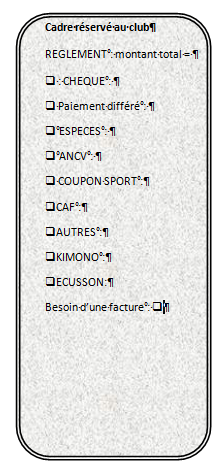 Cadre réservé au club¶
REGLEMENT°: montant total = ¶
❑ : CHEQUE°: ¶
❑ Paiement différé°: ¶
❑°ESPECES°: ¶
❑°ANCV°: ¶
❑ COUPON SPORT°: ¶
❑CAF°: ¶
❑AUTRES°: ¶
❑KIMONO°: ¶
❑ECUSSON: ¶
Besoin d'une facture°: ❑¶